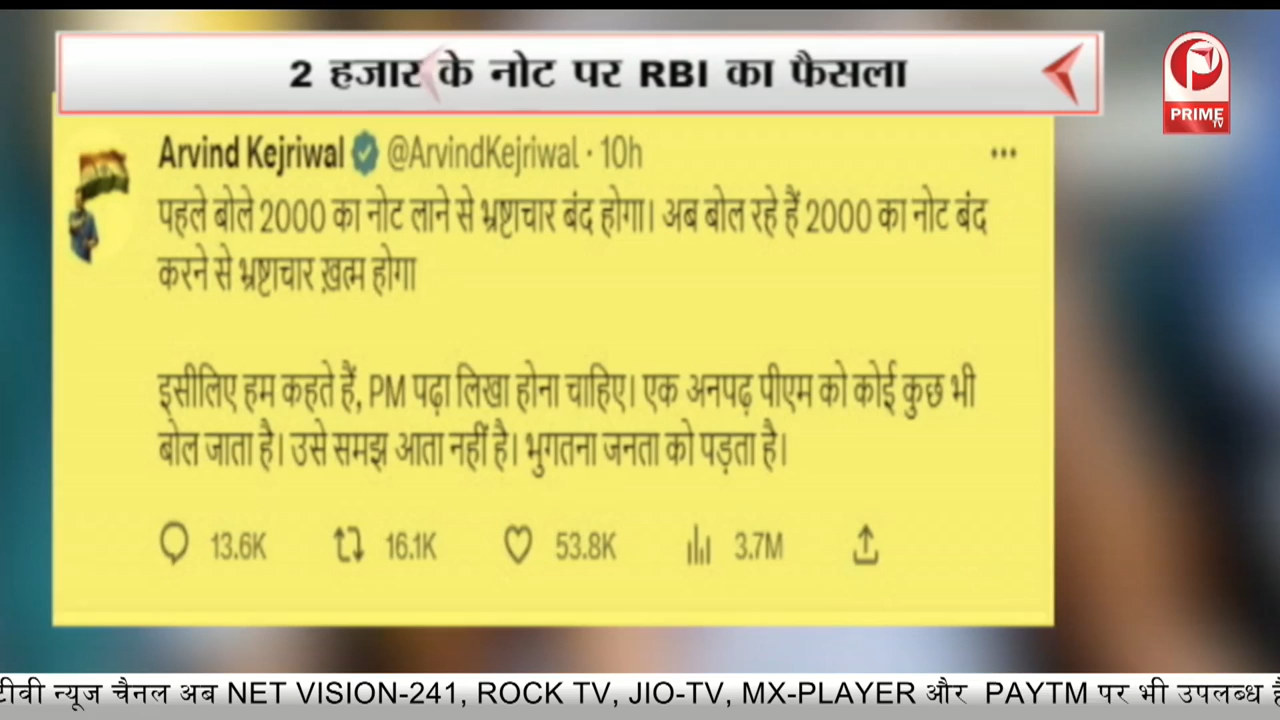 2 हजार के नोट पर RBI का फैसला
PRIME
TV
Arvind Kejriwal @ArvindKejriwal · 10h
पहले बोले 2000 का नोट लाने से भ्रष्टाचार बंद होगा। अब बोल रहे हैं 2000 का नोट बंद
करने से भ्रष्टाचार ख़त्म होगा
इसीलिए हम कहते हैं, PM पढ़ा लिखा होना चाहिए। एक अनपढ़ पीएम को कोई कुछ भी
बोल जाता है। उसे समझ आता नहीं है। भुगतना जनता को पड़ता है।
13.6K 16.1K 53.8K 3.7M
टीवी न्यूज चैनल अब NET VISION-241, ROCK TV, JIO-TV, MX-PLAYER और PAYTM पर भी उपलब्ध है